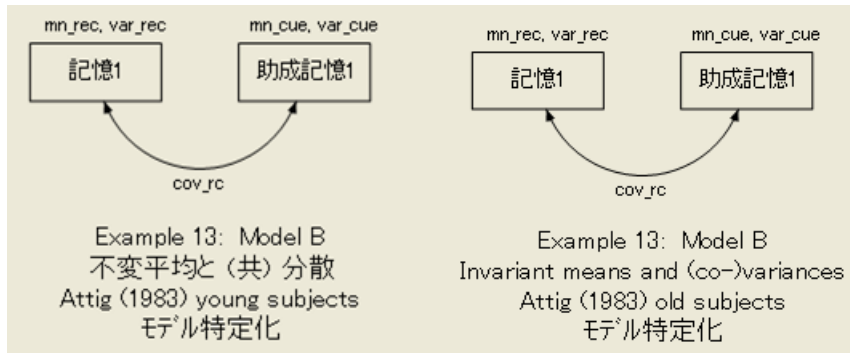 mn_rec, var_rec
mn_cue, var_cue
記憶1
助成記憶1
cov_rc
Example 13: Model B
不変平均と (共) 分散
Attig (1983) young subjects
モデル特定化
mn_rec, var_rec
mn_cue, var_cue
記憶1
助成記憶1
cov_rc
Example 13: Model B
Invariant means and (co-)variances
Attig (1983) old subjects
モデル特定化